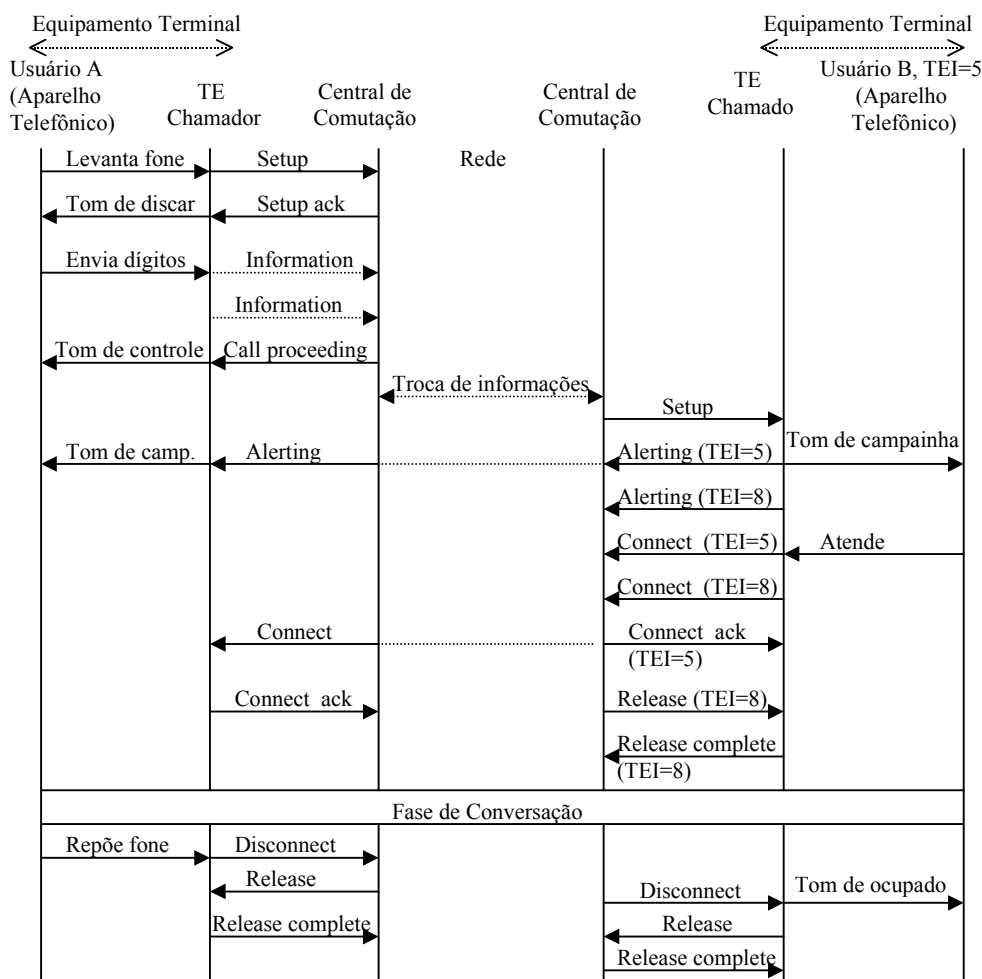 Equipamento Terminal
Equipamento Terminal
Usuário A
(Aparelho
Telefônico)
TE
Chamador
Central de
Comutação
Central de
Comutação
TE
Chamado
Usuário B, TEI=5
(Aparelho
Telefônico)
Levanta fone
Setup
Rede
Tom de discar
Setup ack
Envia dígitos
Information
Information
Tom de controle
Call proceeding
Troca de informações
Setup
Tom de camp.
Alerting
Alerting (TEI=5)
Tom de campainha
Alerting (TEI=8)
Connect (TEI=5)
Atende
Connect (TEI=8)
Connect
Connect ack
(TEI=5)
Connect ack
Release (TEI=8)
Release complete
(TEI=8)
Fase de Conversação
Repõe fone
Disconnect
Release
Disconnect
Tom de ocupado
Release complete
Release
Release complete